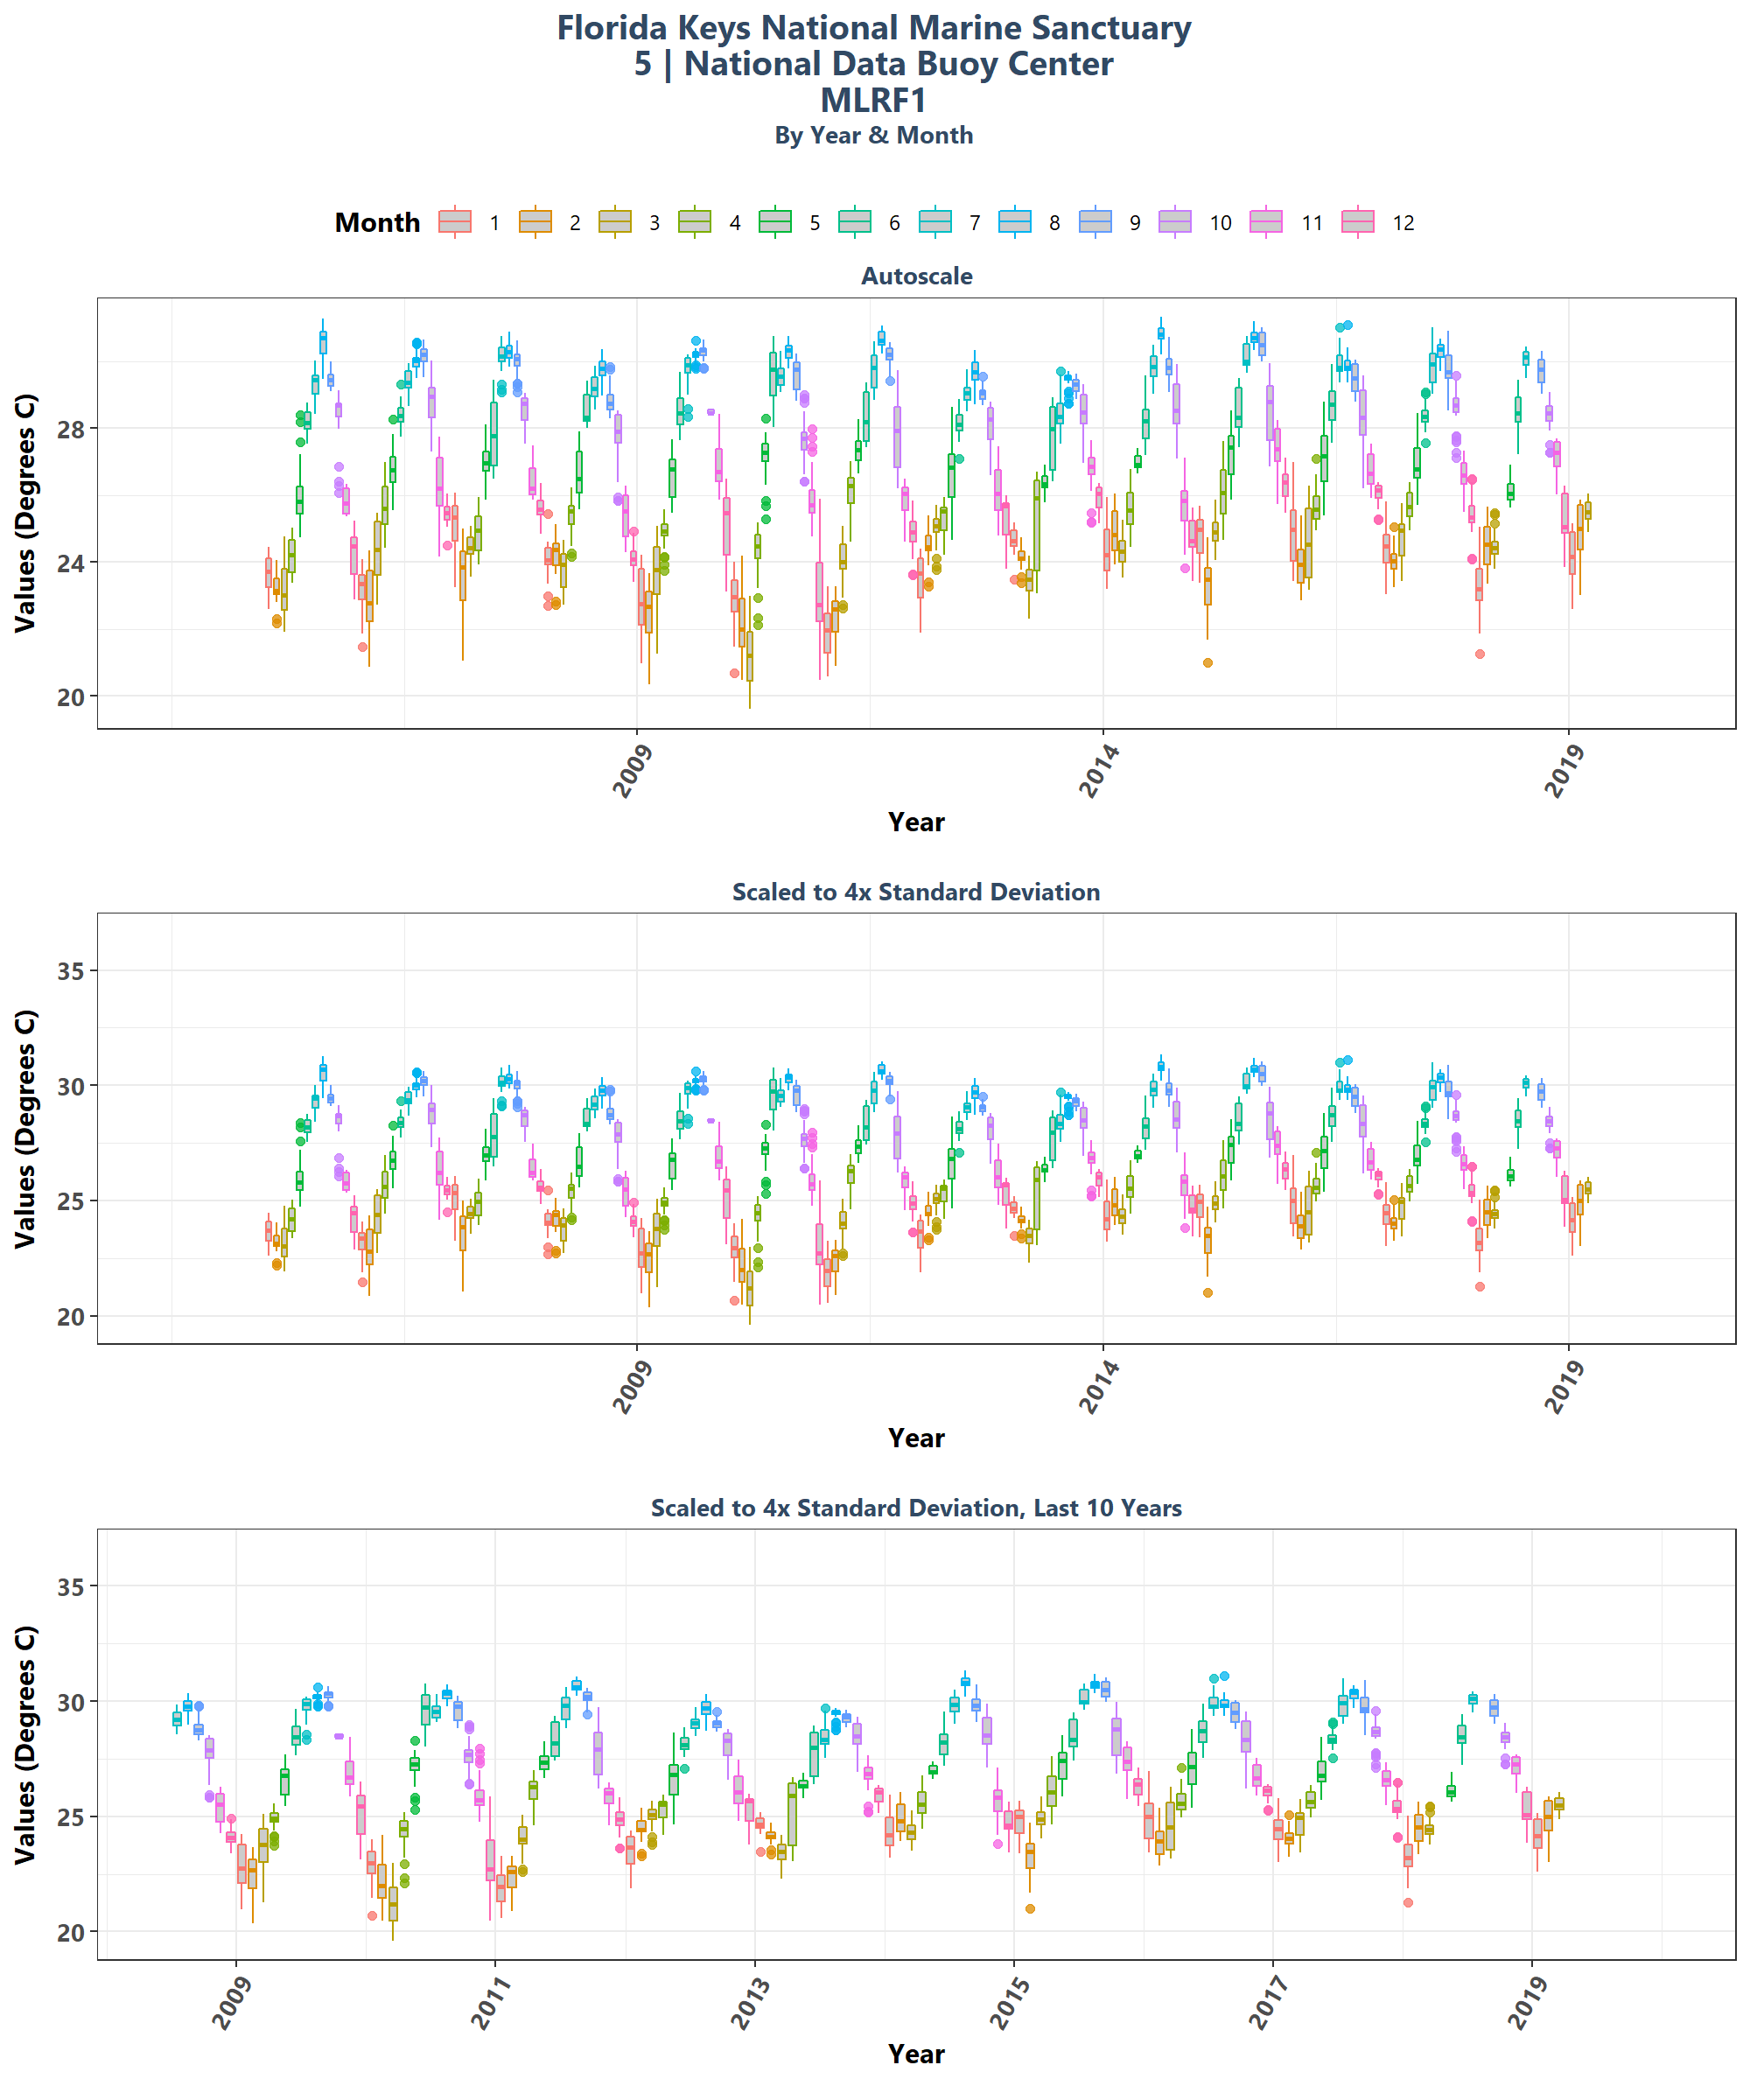 Florida Keys National Marine Sanctuary
5 | National Data Buoy Center
MLRF1
By Year & Month
Month 1 2 3 4 5 6 7 8 9 10 11 12
Autoscale
Values (Degrees C)
28
24
20
2009 2014 2019
Year
Scaled to 4x Standard Deviation
Values (Degrees C)
35
30
25
20
2009 2014 2019
Year
Scaled to 4x Standard Deviation, Last 10 Years
Values (Degrees C)
35
30
25
20
2009 2011 2013 2015 2017 2019
Year